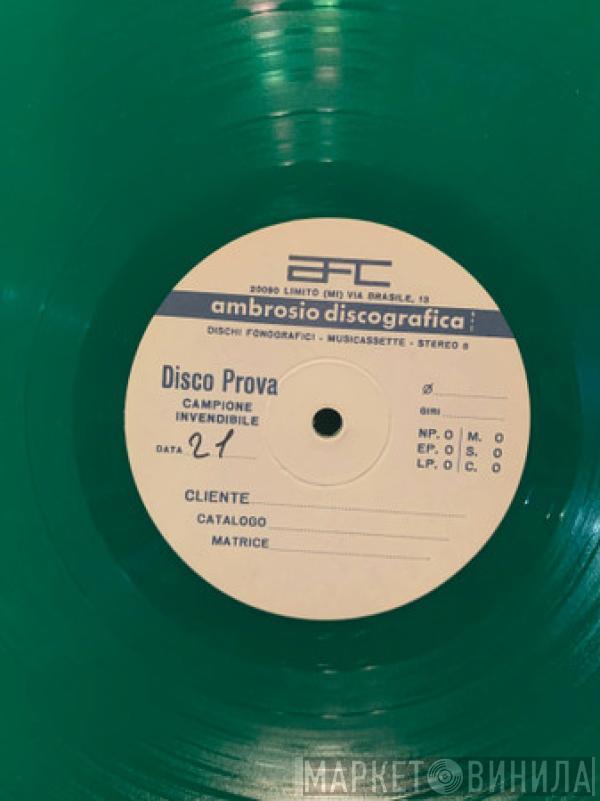 afc
20090 LIMITO (MI) VIA BRASILE, 13
ambrosio discografica
DISCHI FONOGRAFICI - MUSICASSETTE - STEREO 8
Disco Prova
CAMPIONE
INVENDIBILE
DATA 21
Ø
GIRI
NP. O | M. O
EP. O | S. O
LP. O | C. O
CLIENTE
CATALOGO
MATRICE
МАРКЕТ ВИНИЛА